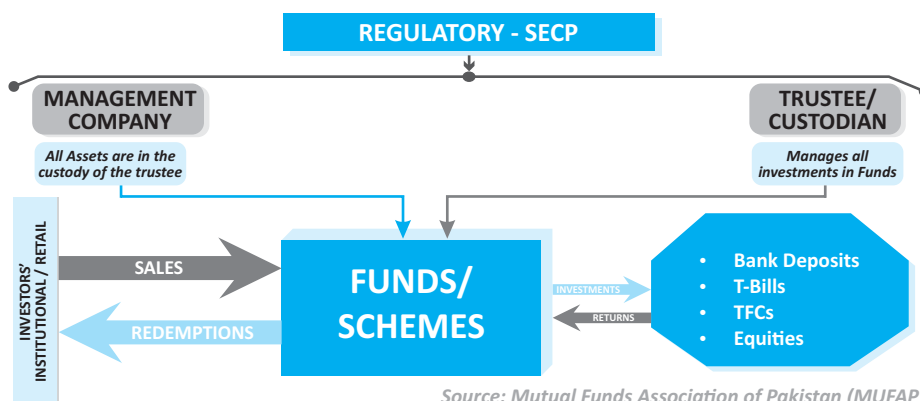 REGULATORY - SECP
MANAGEMENT
COMPANY
TRUSTEE/
CUSTODIAN
All Assets are in the
custody of the trustee
Manages all
investments in Funds
INVESTORS'
INSTITUTIONAL / RETAIL
SALES
REDEMPTIONS
FUNDS/
SCHEMES
INVESTMENTS
RETURNS
• Bank Deposits
• T-Bills
• TFCs
• Equities
Source: Mutual Funds Association of Pakistan (MUFAP